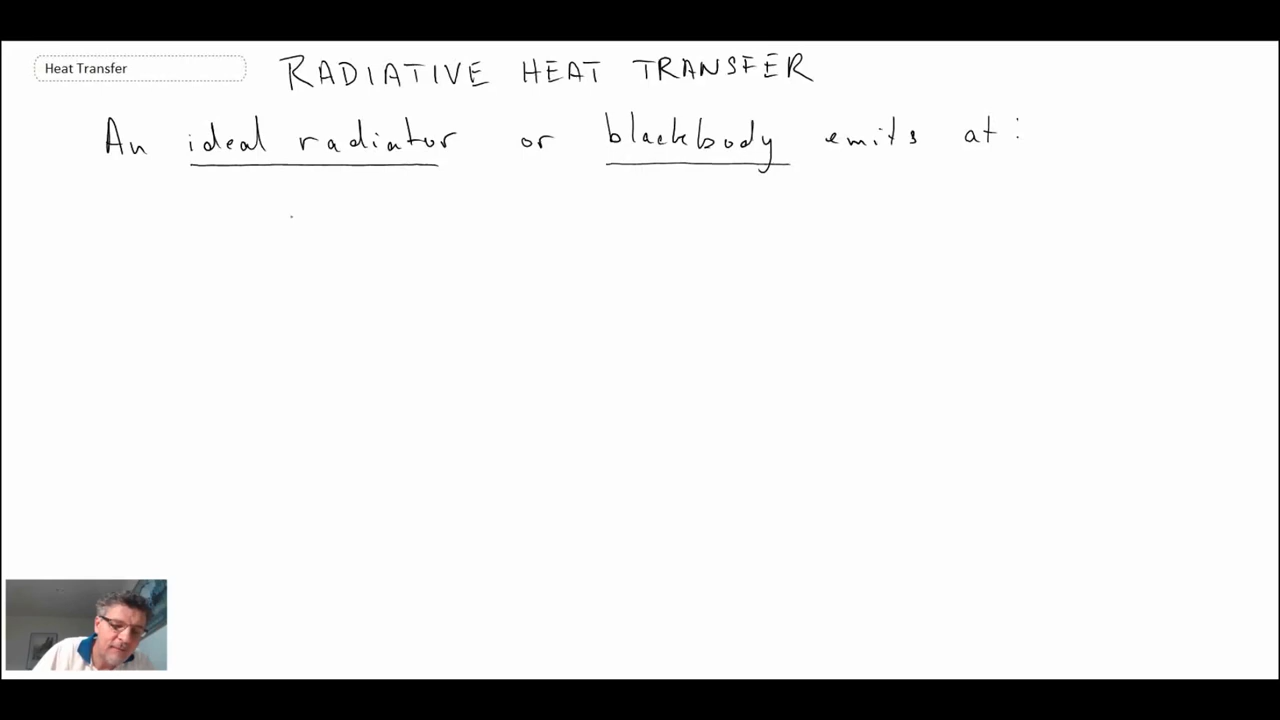 Heat Transfer
RADIATIVE HEAT TRANSFER
An ideal radiator or blackbody emits at: